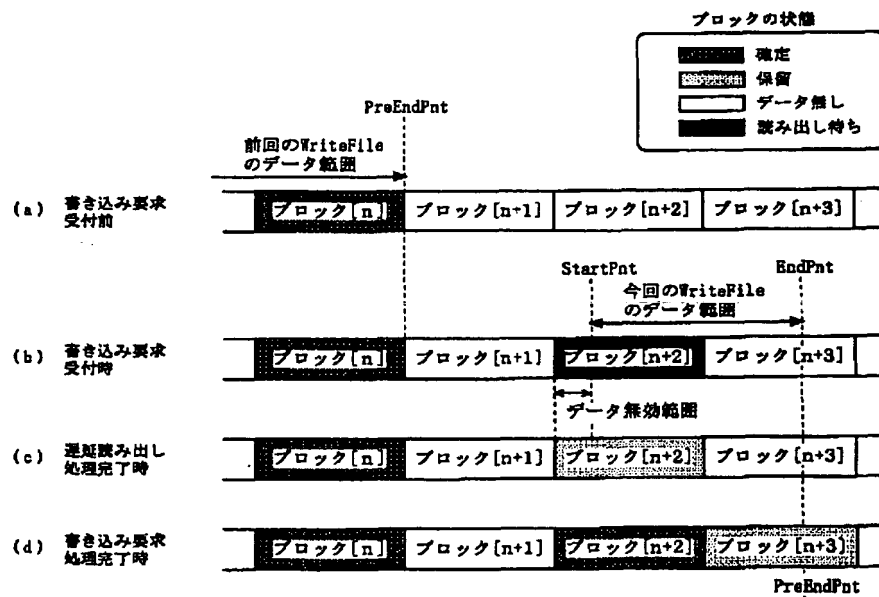 ブロックの状態
確定
保留
データ無し
読み出し待ち
PreEndPnt
前回のWriteFile
のデータ範囲
(a) 書き込み要求
受付前
ブロック[n] ブロック[n+1] ブロック[n+2] ブロック[n+3]
StartPnt EndPnt
今回のWriteFile
のデータ範囲
(b) 書き込み要求
受付時
ブロック[n] ブロック[n+1] ブロック[n+2] ブロック[n+3]
データ無効範囲
(c) 遅延読み出し
処理完了時
ブロック[n] ブロック[n+1] ブロック[n+2] ブロック[n+3]
(d) 書き込み要求
処理完了時
ブロック[n] ブロック[n+1] ブロック[n+2] ブロック[n+3]
PreEndPnt